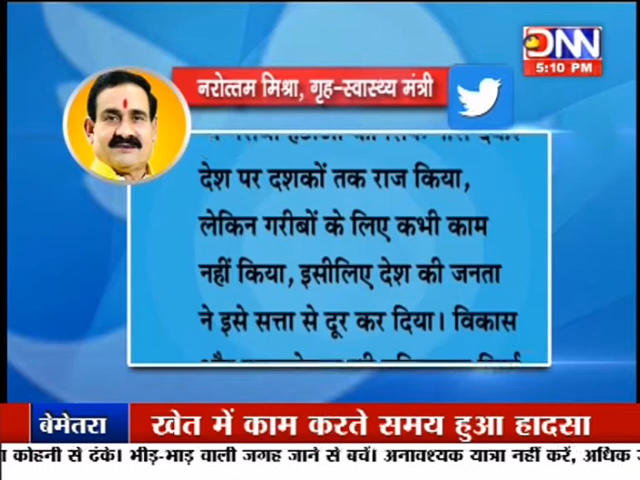 DNN
5:10 PM
नरोत्तम मिश्रा, गृह-स्वास्थ्य मंत्री
देश पर दशकों तक राज किया,
लेकिन गरीबों के लिए कभी काम
नहीं किया, इसीलिए देश की जनता
ने इसे सत्ता से दूर कर दिया। विकास
बेमेतरा
खेत में काम करते समय हुआ हादसा
कोहनी से ढंके। भीड़-भाड़ वाली जगह जाने से बचें। अनावश्यक यात्रा नहीं करें, अधिक